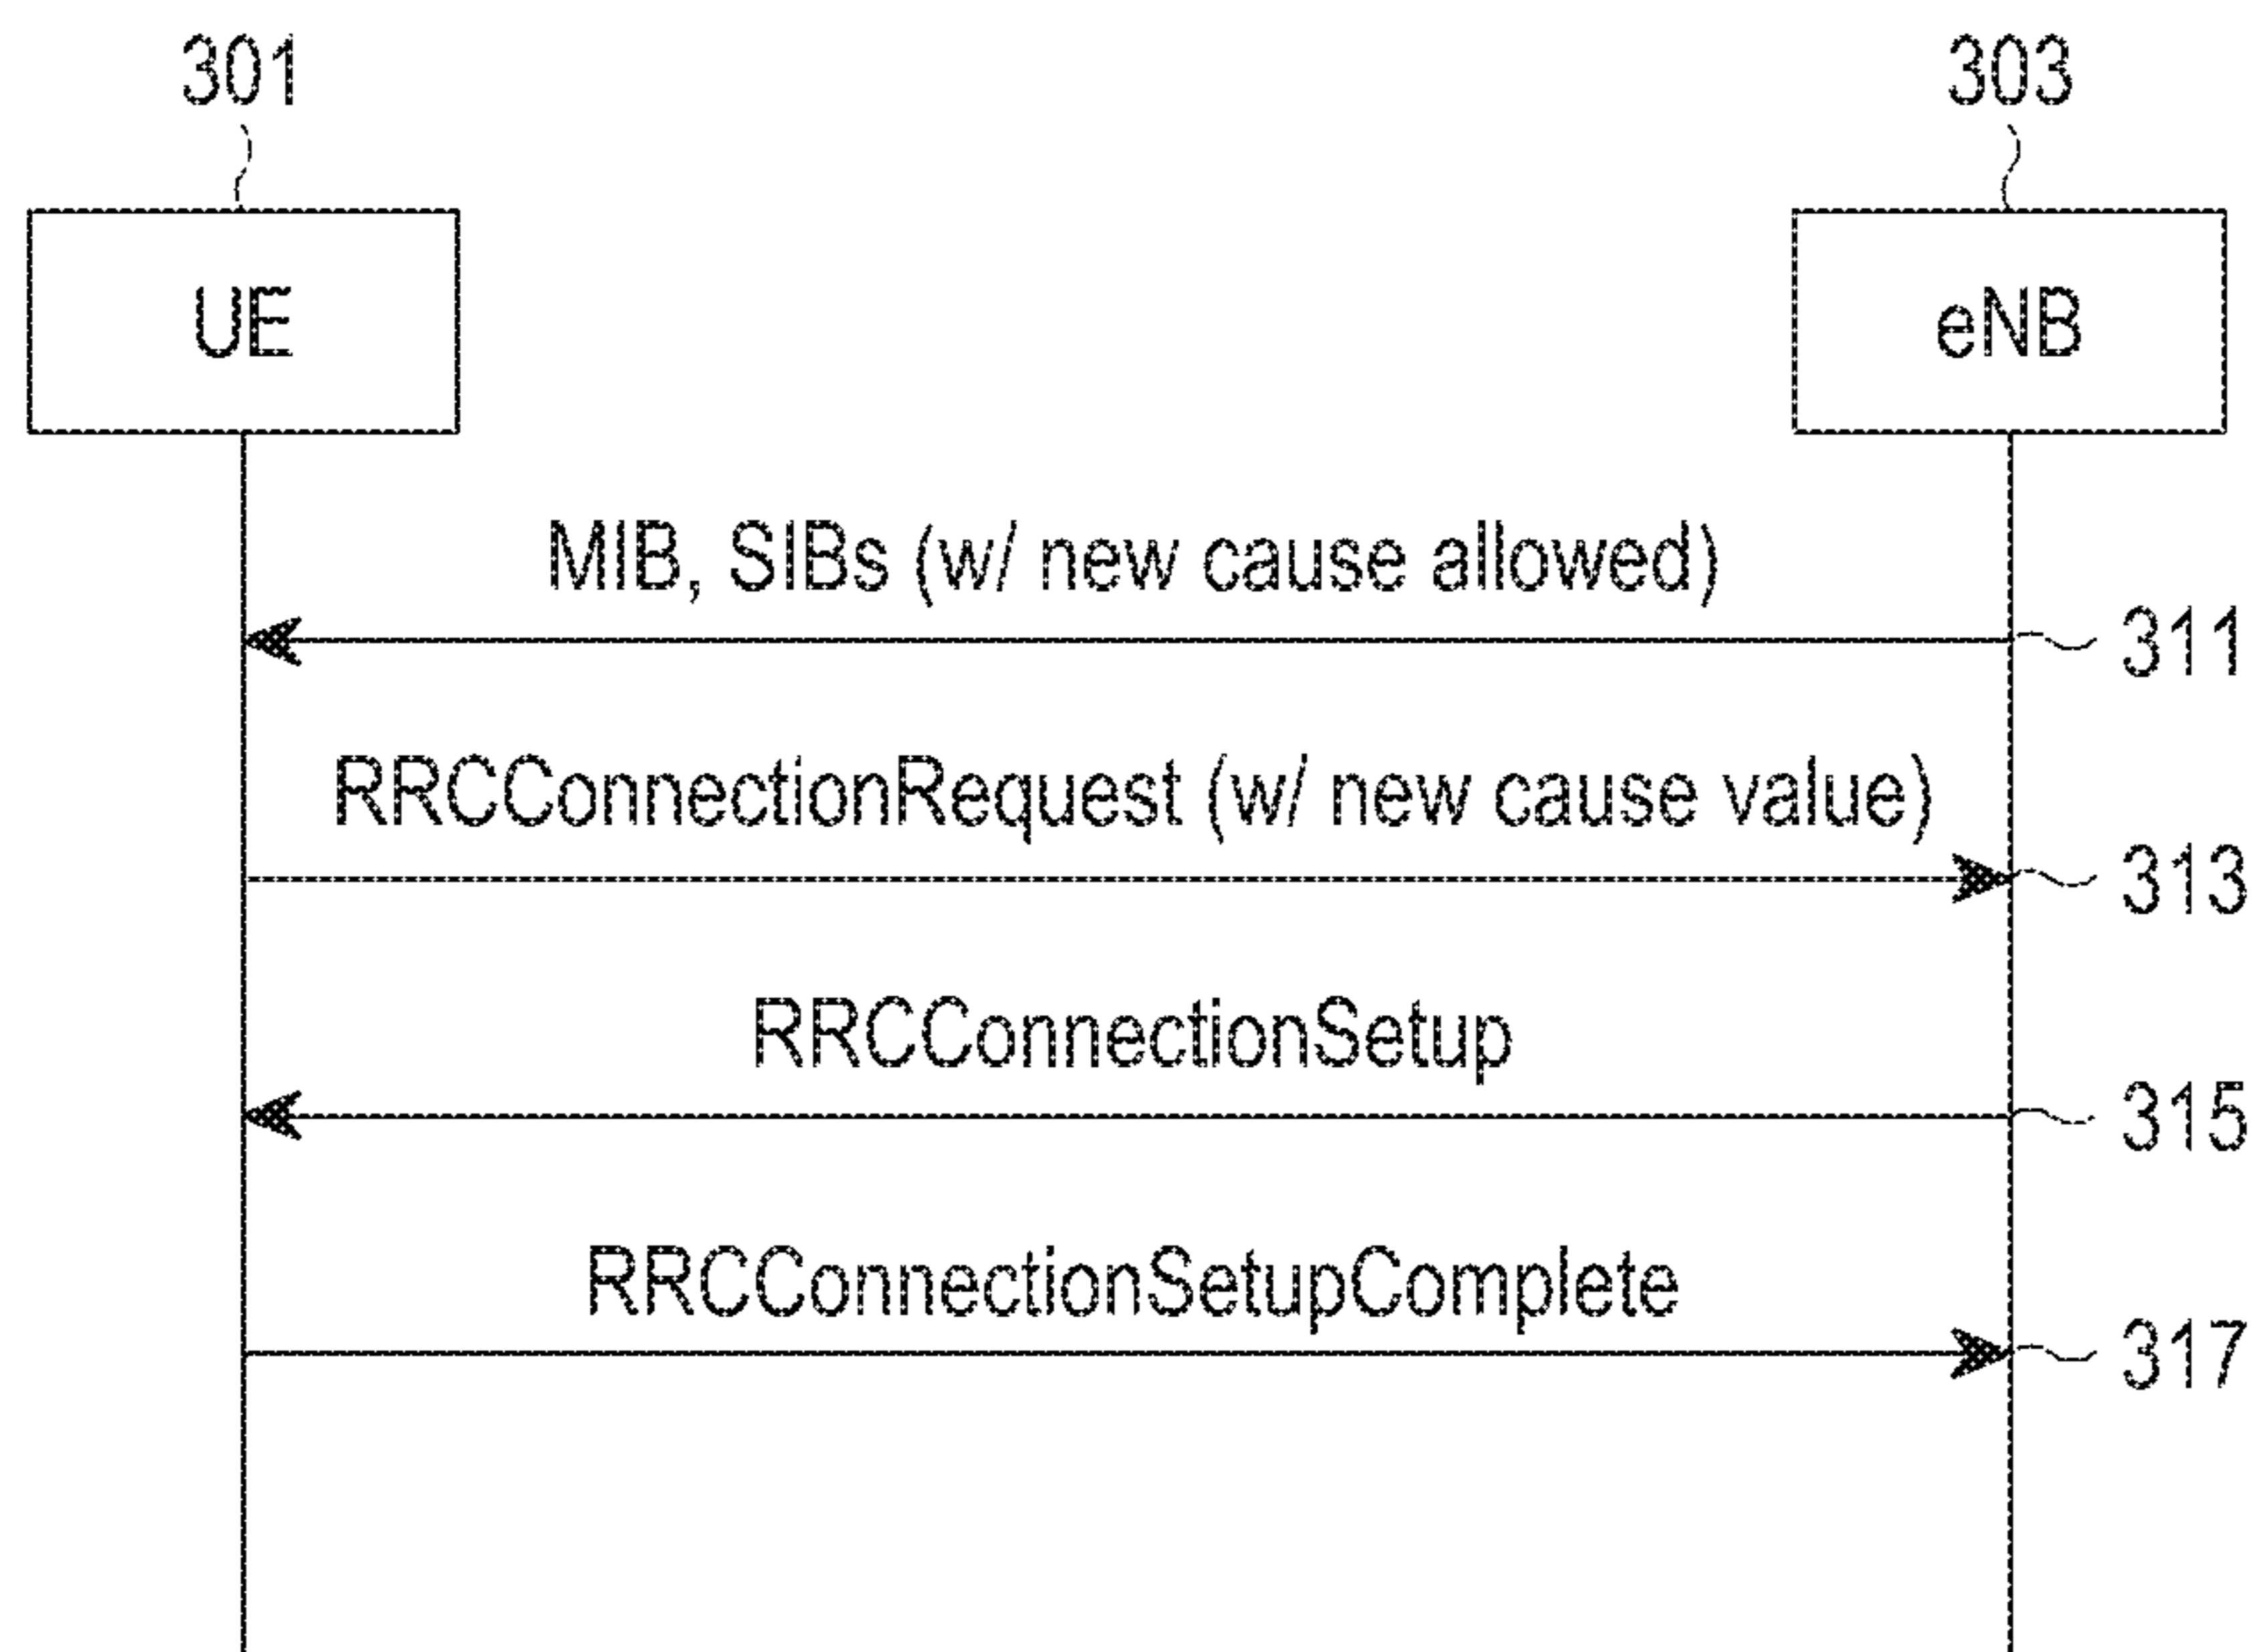 301
303
UE
eNB
MIB, SIBs (w/ new cause allowed)
311
RRCConnectionRequest (w/ new cause value)
313
RRCConnectionSetup
315
RRCConnectionSetupComplete
317